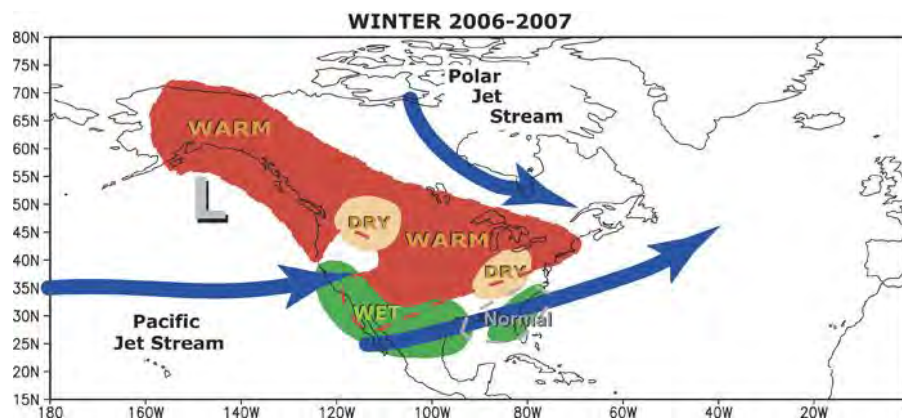 WINTER 2006-2007
80N
75N
70N
65N
60N
55N
50N
45N
40N
35N
30N
25N
20N
15N
Polar
Jet
Stream
WARM
L
DRY
WARM
DRY
WET
Normal
Pacific
Jet Stream
180 160W 140W 120W 100W 80W 60W 40W 20W 0